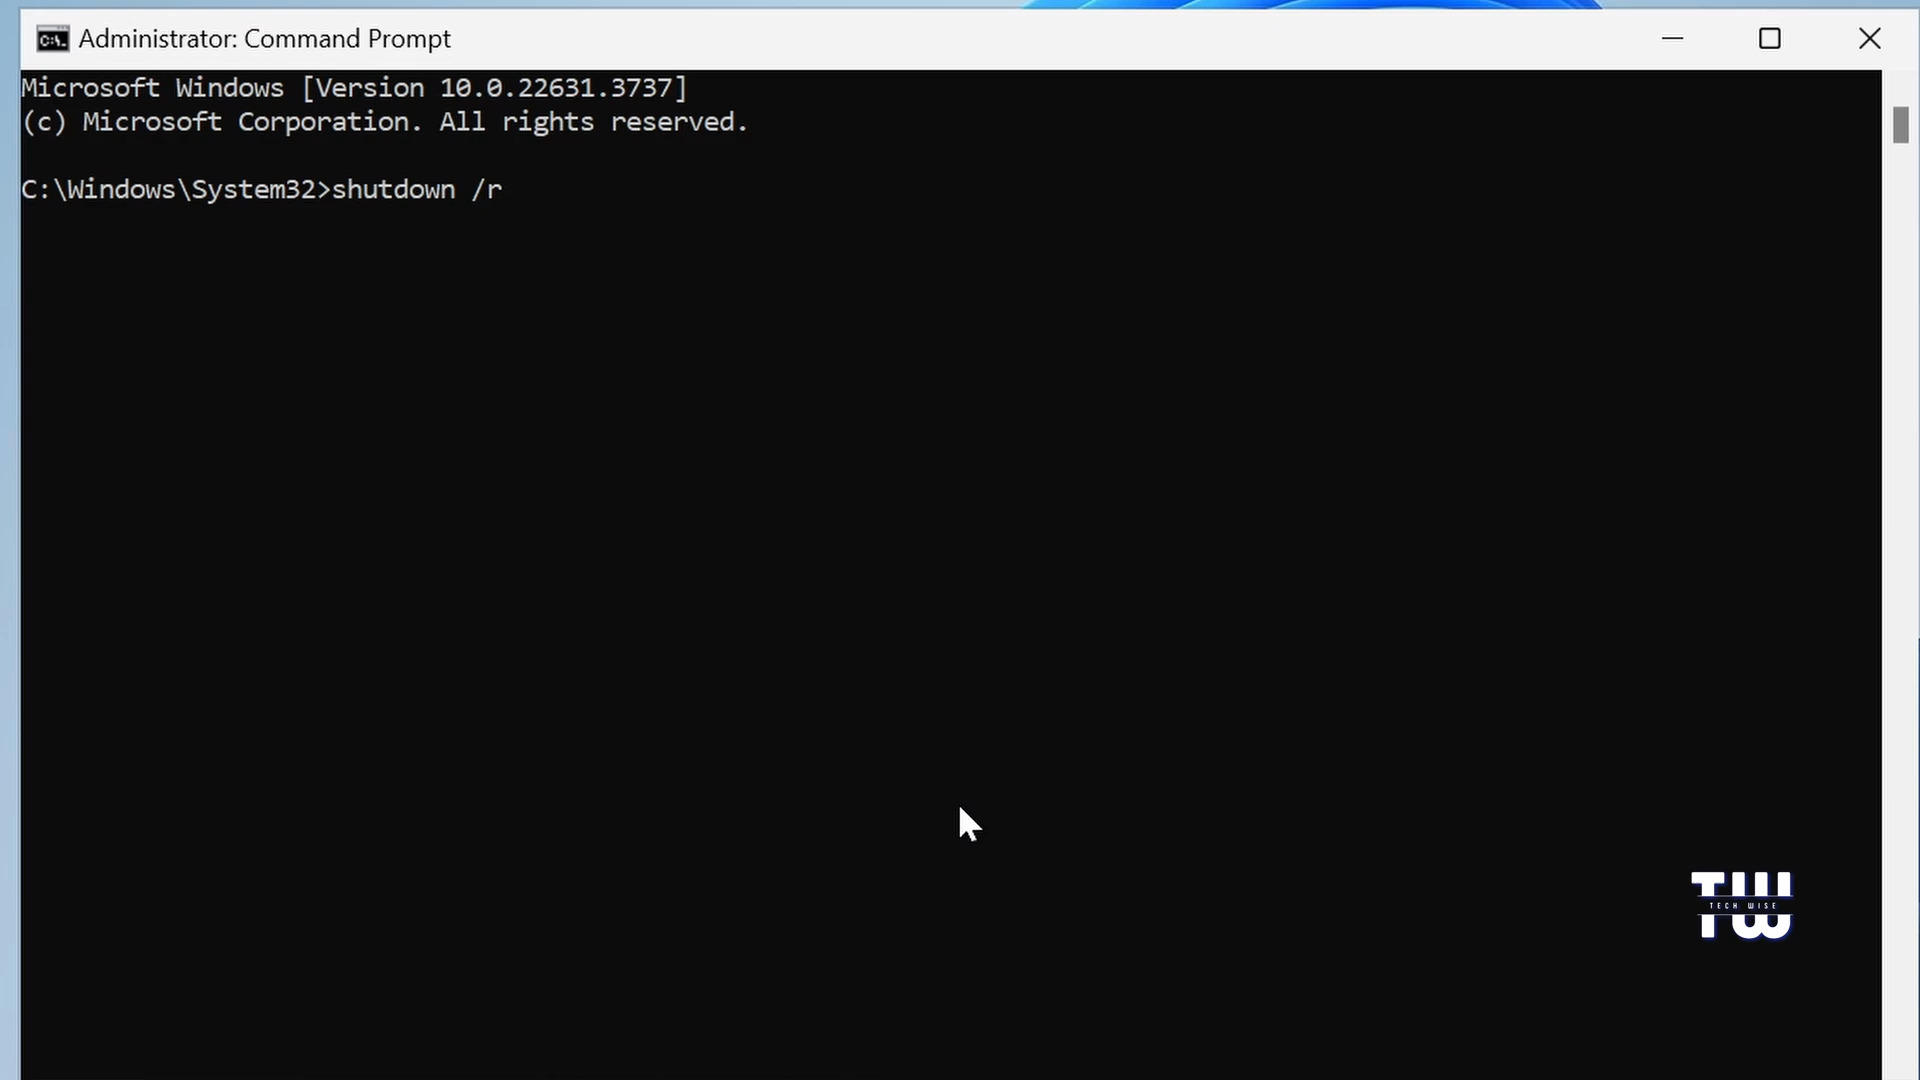 Administrator: Command Prompt
Microsoft Windows [Version 10.0.22631.3737]
(c) Microsoft Corporation. All rights reserved.
C:\Windows\System32>shutdown /r
TW
TECH WISE